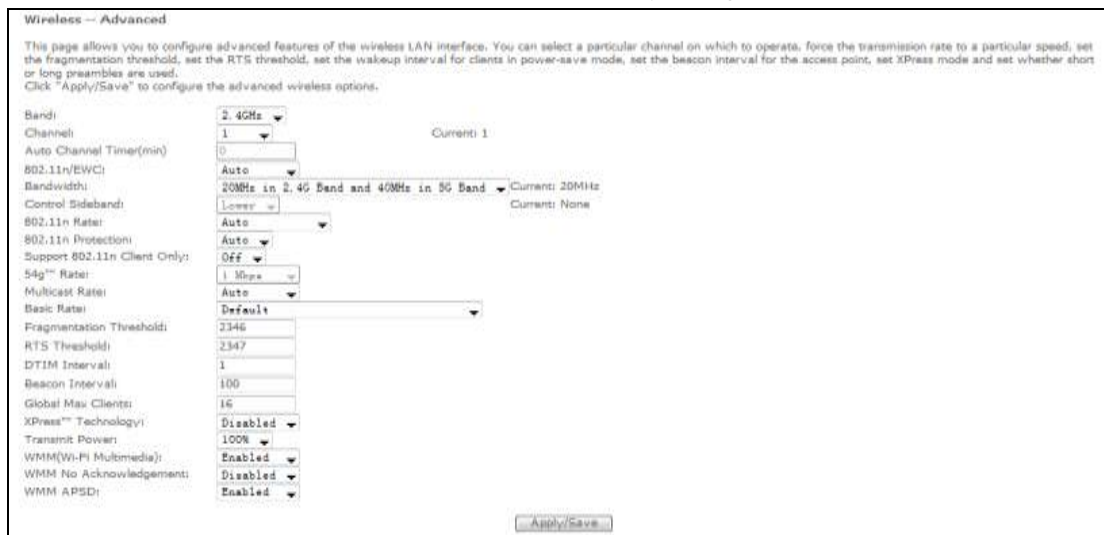 Wireless -- Advanced
This page allows you to configure advanced features of the wireless LAN interface. You can select a particular channel on which to operate, force the transmission rate to a particular speed, set
the fragmentation threshold, set the RTS threshold, set the wakeup interval for clients in power-save mode, set the beacon interval for the access point, set XPress mode and set whether short
or long preambles are used.
Click "Apply/Save" to configure the advanced wireless options.
Band: 2.4GHz
Channel: 1 Current: 1
Auto Channel Timer(min) 0
802.11n/EWC: Auto
Bandwidth: 20MHz in 2.4G Band and 40MHz in 5G Band Current: 20MHz
Control Sideband: Lower Current: None
802.11n Rate: Auto
802.11n Protection: Auto
Support 802.11n Client Only: Off
54g™ Rate: 1 Mbps
Multicast Rate: Auto
Basic Rate: Default
Fragmentation Threshold: 2346
RTS Threshold: 2347
DTIM Interval: 1
Beacon Interval: 100
Global Max Clients: 16
XPress™ Technology: Disabled
Transmit Power: 100%
WMM(Wi-Fi Multimedia): Enabled
WMM No Acknowledgement: Disabled
WMM APSD: Enabled
Apply/Save